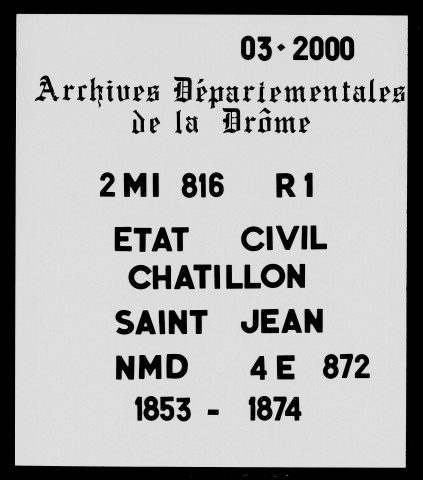 03·2000
Archives Départementales
de la Drôme
2 MI 816 R1
ETAT CIVIL
CHATILLON
SAINT JEAN
NMD 4 E 872
1853 - 1874